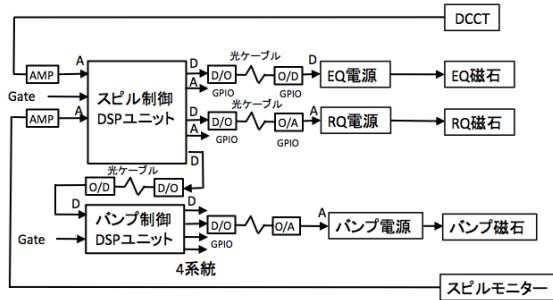 DCCT
光ケーブル
AMP
A
D
D/O
O/D
D
EQ電源
EQ磁石
A
GPIO
GPIO
Gate
スピル制御
DSPユニット
光ケーブル
AMP
A
D
D/O
O/A
A
RQ電源
RQ磁石
A
GPIO
GPIO
光ケーブル
D
O/D
D/O
D
D
バンプ制御
DSPユニット
D/O
O/A
A
バンプ電源
バンプ磁石
Gate
GPIO
4系統
スピルモニター